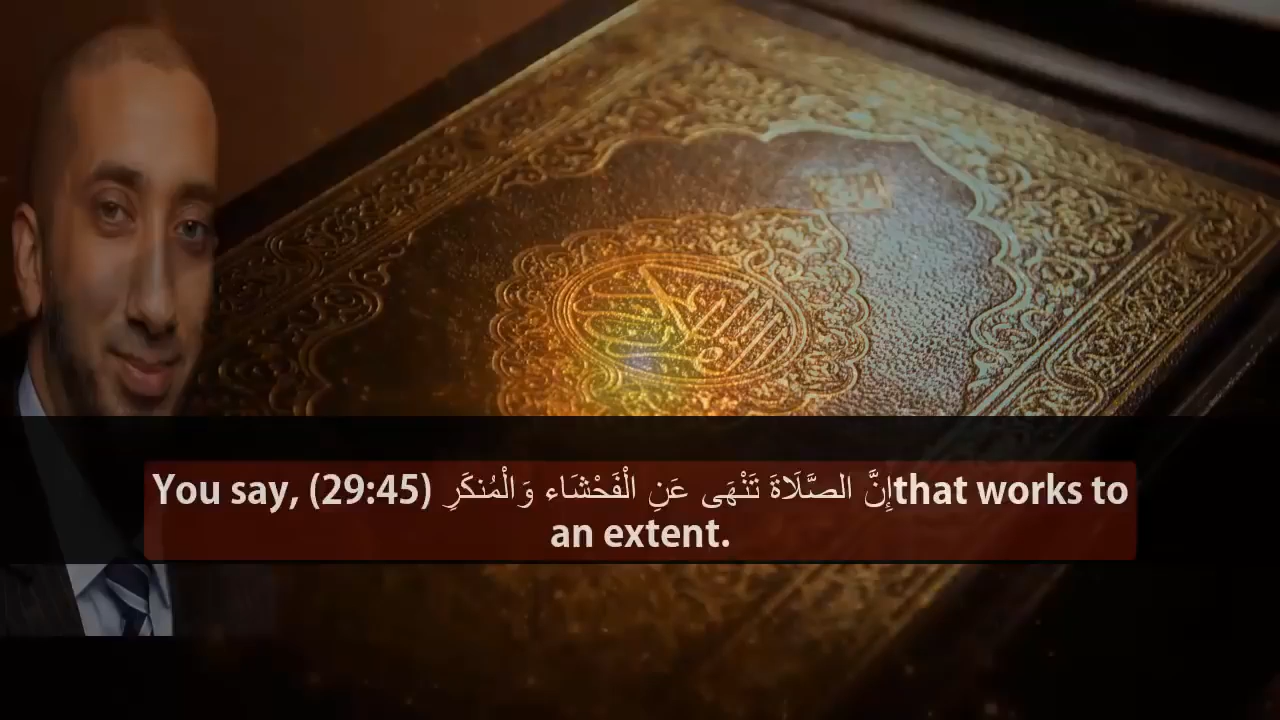 You say, (29:45) إِنَّ الصَّلَاةَ تَنْهَى عَنِ الْفَحْشَاء وَالْمُنكَرِ that works to
an extent.